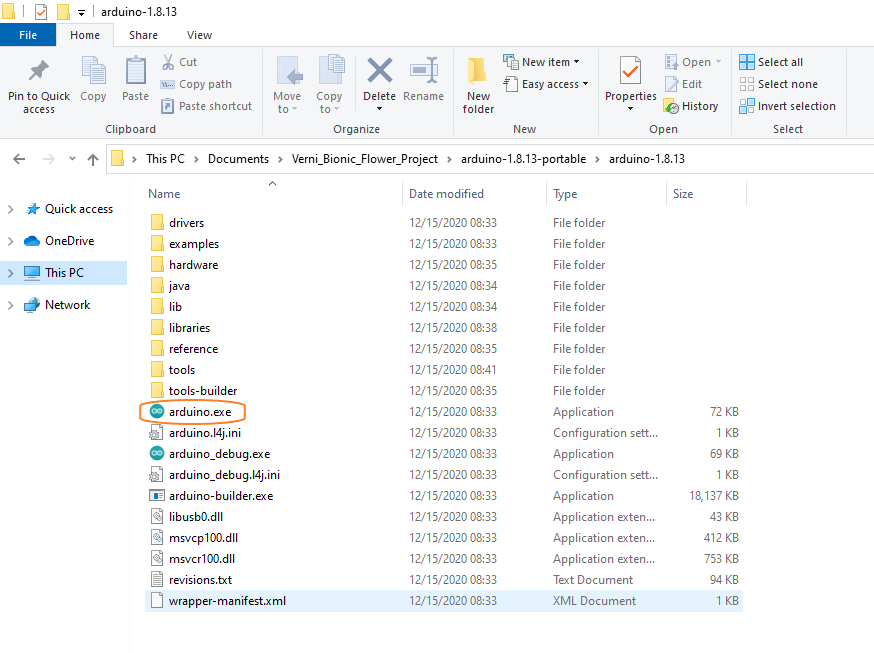 arduino-1.8.13
File Home Share View
Pin to Quick access
Copy
Paste
Cut
Copy path
Paste shortcut
Clipboard
Move to
Copy to
Delete
Rename
Organize
New folder
New item
Easy access
New
Properties
Open
Edit
History
Open
Select all
Select none
Invert selection
Select
This PC > Documents > Verni_Bionic_Flower_Project > arduino-1.8.13-portable > arduino-1.8.13
Quick access
OneDrive
This PC
Network
Name Date modified Type Size
drivers 12/15/2020 08:33 File folder
examples 12/15/2020 08:33 File folder
hardware 12/15/2020 08:35 File folder
java 12/15/2020 08:34 File folder
lib 12/15/2020 08:34 File folder
libraries 12/15/2020 08:38 File folder
reference 12/15/2020 08:35 File folder
tools 12/15/2020 08:41 File folder
tools-builder 12/15/2020 08:35 File folder
arduino.exe 12/15/2020 08:33 Application 72 KB
arduino.l4j.ini 12/15/2020 08:33 Configuration sett... 1 KB
arduino_debug.exe 12/15/2020 08:33 Application 69 KB
arduino_debug.l4j.ini 12/15/2020 08:33 Configuration sett... 1 KB
arduino-builder.exe 12/15/2020 08:33 Application 18,137 KB
libusb0.dll 12/15/2020 08:33 Application exten... 43 KB
msvcp100.dll 12/15/2020 08:33 Application exten... 412 KB
msvcr100.dll 12/15/2020 08:33 Application exten... 753 KB
revisions.txt 12/15/2020 08:33 Text Document 94 KB
wrapper-manifest.xml 12/15/2020 08:33 XML Document 1 KB